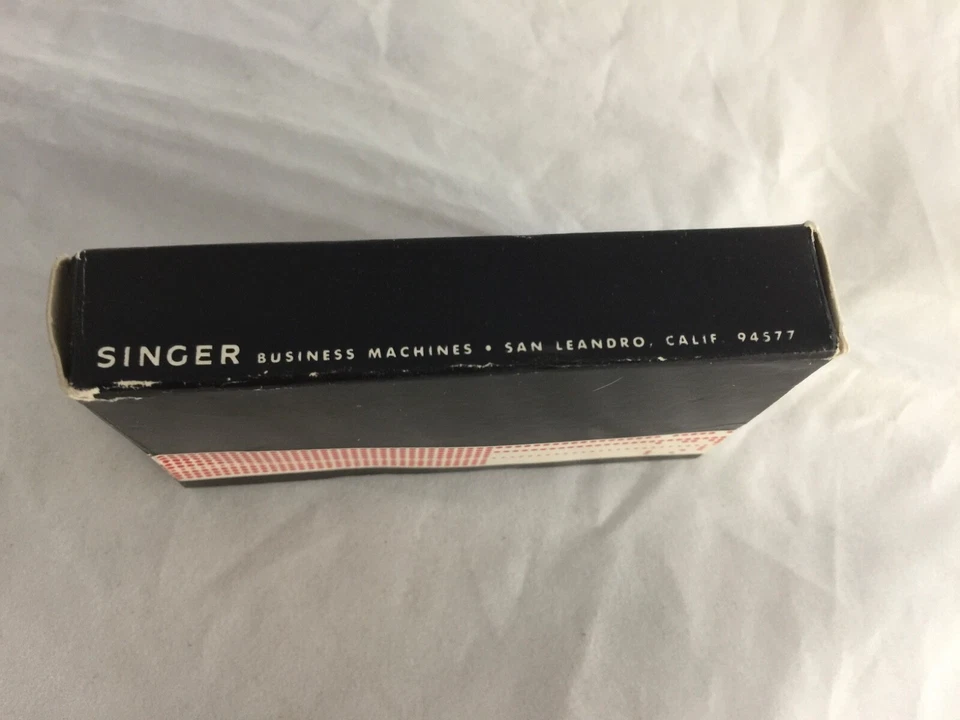 SINGER BUSINESS MACHINES • SAN LEANDRO, CALIF. 94577